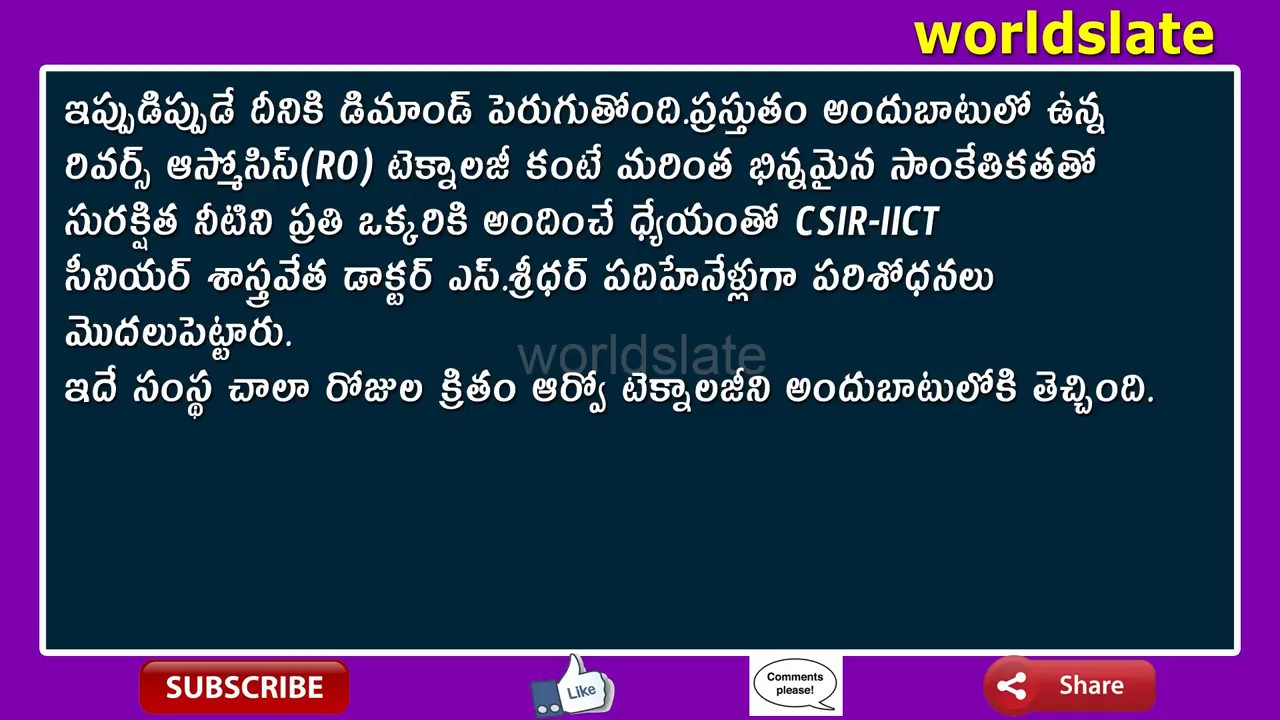 worldslate
ఇప్పుడిప్పుడే దీనికి డిమాండ్ పెరుగుతోంది.ప్రస్తుతం అందుబాటులో ఉన్న
రివర్స్ ఆస్మోసిస్(RO) టెక్నాలజీ కంటే మరింత భిన్నమైన సాంకేతికతతో
సురక్షిత నీటిని ప్రతి ఒక్కరికి అందించే ధ్యేయంతో CSIR-IICT
సీనియర్ శాస్త్రవేత డాక్టర్ ఎస్.శ్రీధర్ పదిహేనేళ్లుగా పరిశోధనలు
మొదలుపెట్టారు.
worldslate
ఇదే సంస్థ చాలా రోజుల క్రితం ఆర్వో టెక్నాలజీని అందుబాటులోకి తెచ్చింది.
SUBSCRIBE
Like
Comments
please!
Share